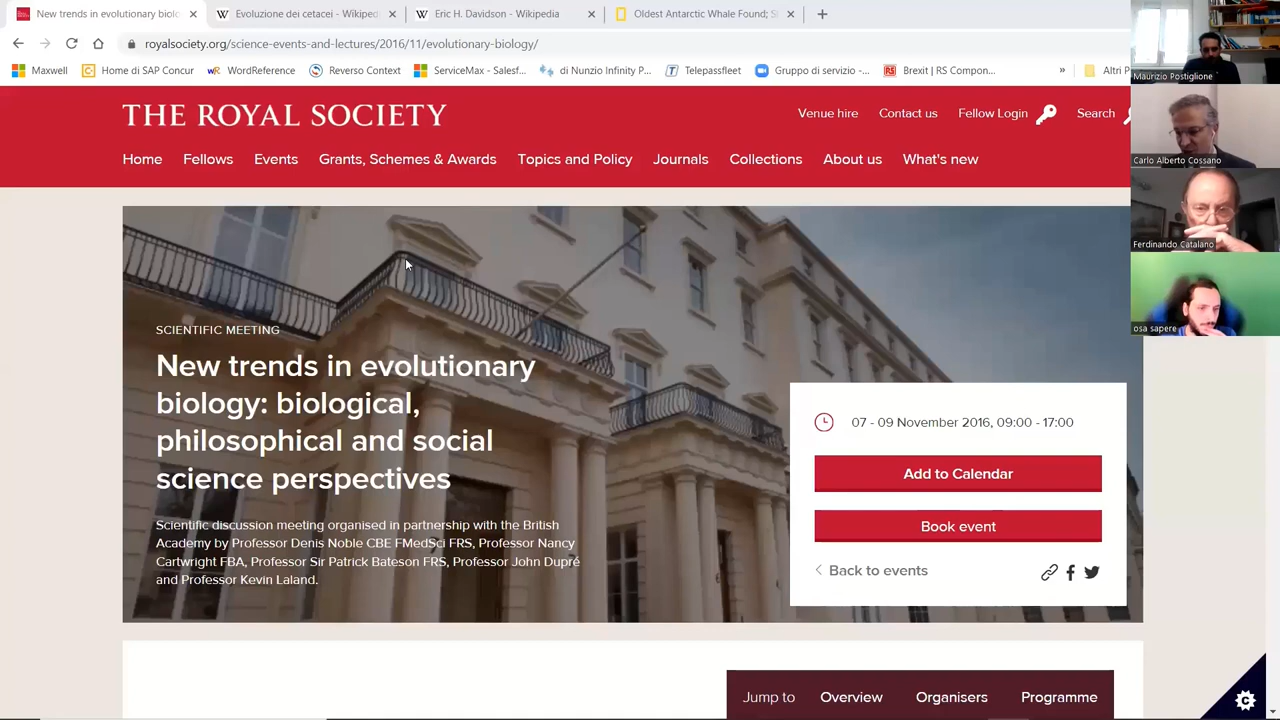 New trends in evolutionary biolo
Evoluzione dei cetacei - Wikiped
Eric H. Davidson - Wikipedia
Oldest Antarctic Whale Found; S
royalsociety.org/science-events-and-lectures/2016/11/evolutionary-biology/
Maxwell
Home di SAP Concur
WordReference
Reverso Context
ServiceMax - Salesf...
di Nunzio Infinity P...
Telepassfleet
Gruppo di servizio -...
Brexit | RS Compon...
»
Altri P
THE ROYAL SOCIETY
Venue hire
Contact us
Fellow Login
Search
Home
Fellows
Events
Grants, Schemes & Awards
Topics and Policy
Journals
Collections
About us
What's new
SCIENTIFIC MEETING
New trends in evolutionary
biology: biological,
philosophical and social
science perspectives
Scientific discussion meeting organised in partnership with the British
Academy by Professor Denis Noble CBE FMedSci FRS, Professor Nancy
Cartwright FBA, Professor Sir Patrick Bateson FRS, Professor John Dupré
and Professor Kevin Laland.
07 - 09 November 2016, 09:00 - 17:00
Add to Calendar
Book event
Back to events
Jump to
Overview
Organisers
Programme
Maurizio Postiglione
Carlo Alberto Cossano
Ferdinando Catalano
osa sapere